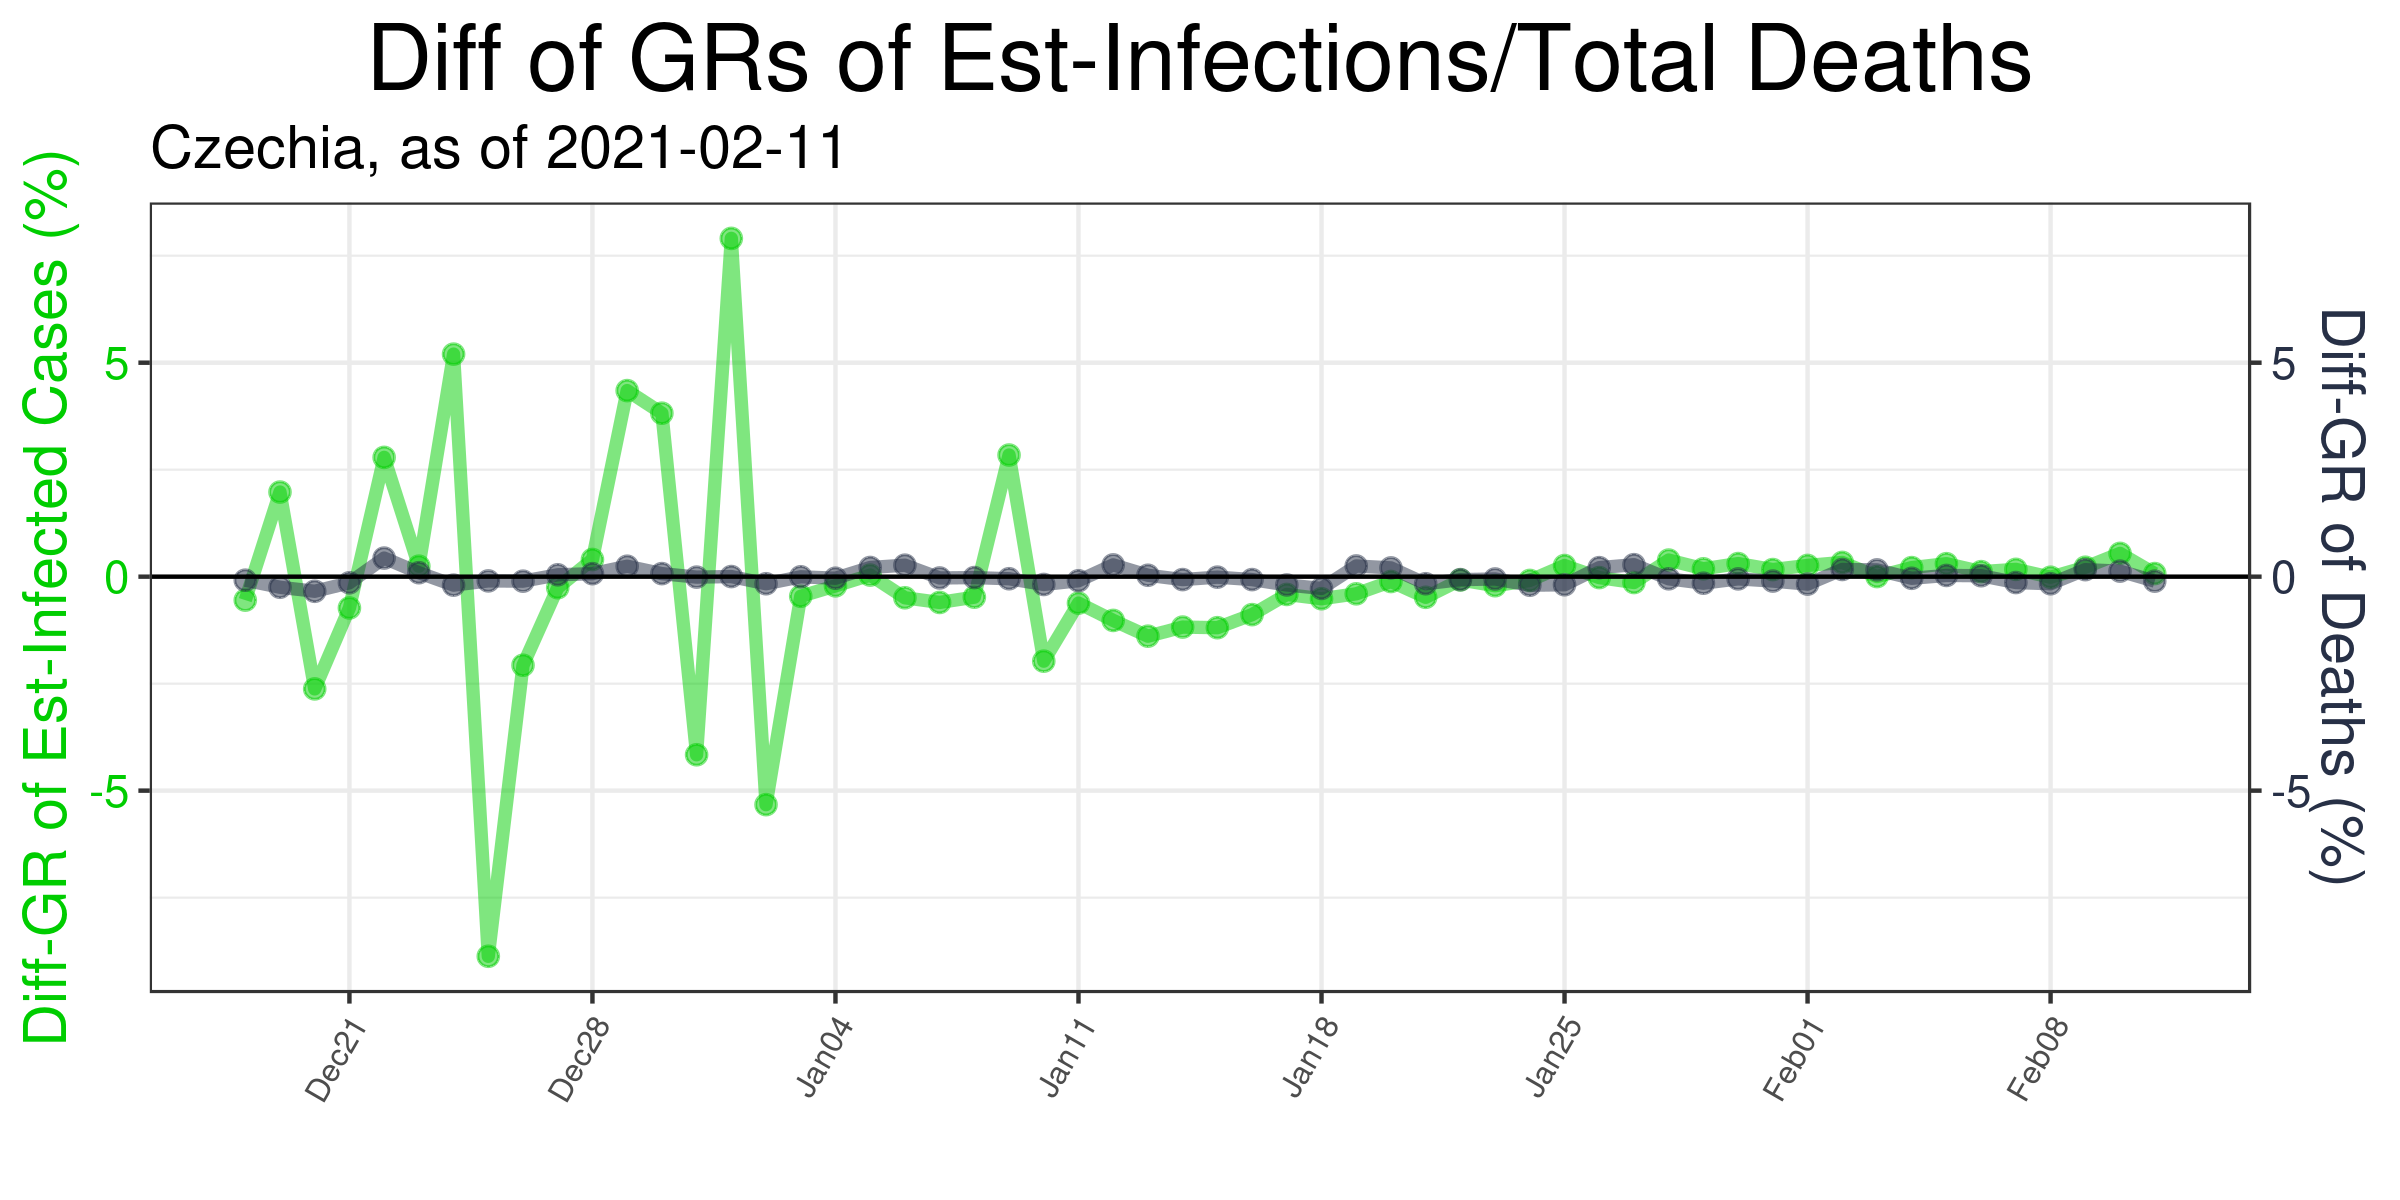 Diff of GRs of Est-Infections/Total Deaths
Czechia, as of 2021-02-11
Diff-GR of Est-Infected Cases (%)
5
0
-5
5
0
-5
Diff-GR of Deaths (%)
Dec21
Dec28
Jan04
Jan11
Jan18
Jan25
Feb01
Feb08